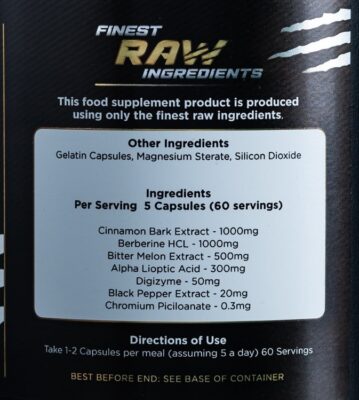 FINEST
RAW
INGREDIENTS
This food supplement product is produced
using only the finest raw ingredients.
Other Ingredients
Gelatin Capsules, Magnesium Sterate, Silicon Dioxide
Ingredients
Per Serving 5 Capsules (60 servings)
Cinnamon Bark Extract - 1000mg
Berberine HCL - 1000mg
Bitter Melon Extract - 500mg
Alpha Lioptic Acid - 300mg
Digizyme - 50mg
Black Pepper Extract - 20mg
Chromium Piciloanate - 0.3mg
Directions of Use
Take 1-2 Capsules per meal (assuming 5 a day) 60 Servings
BEST BEFORE END: SEE BASE OF CONTAINER